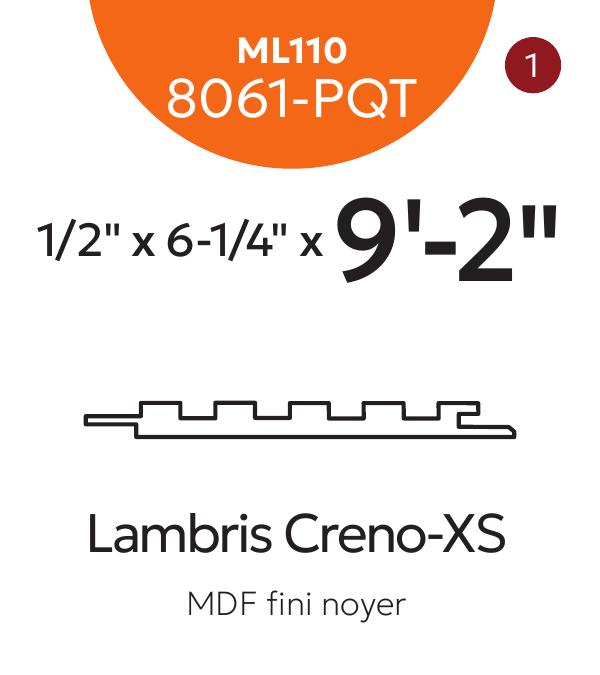 ML110
8061-PQT
1
1/2" x 6-1/4" x 9'-2"
Lambris Creno-XS
MDF fini noyer